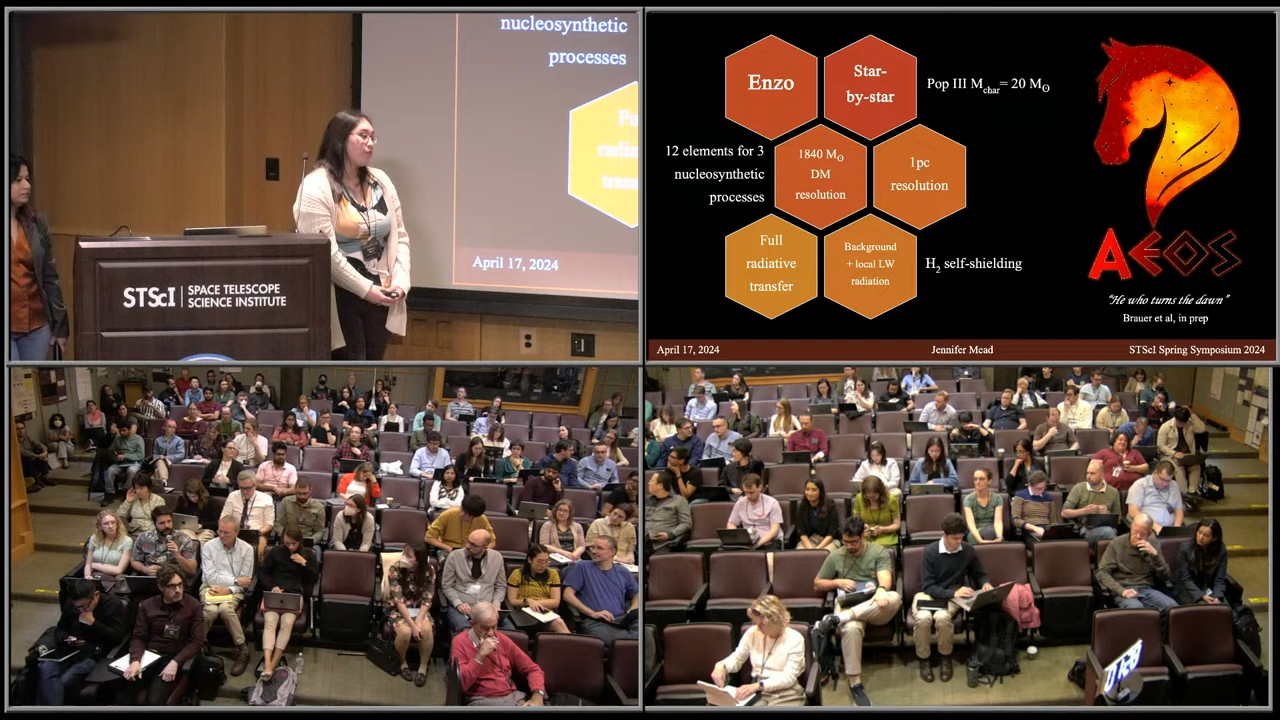 nucleosynthetic
processes
Full
radiative
transfer
April 17, 2024
STScI | SPACE TELESCOPE
SCIENCE INSTITUTE
Enzo
Star-
by-star
Pop III Mchar= 20 M⊙
12 elements for 3
nucleosynthetic
processes
1840 M⊙
DM
resolution
1pc
resolution
Full
radiative
transfer
Background
+ local LW
radiation
H2 self-shielding
AEOS
"He who turns the dawn"
Brauer et al, in prep
April 17, 2024
Jennifer Mead
STScI Spring Symposium 2024